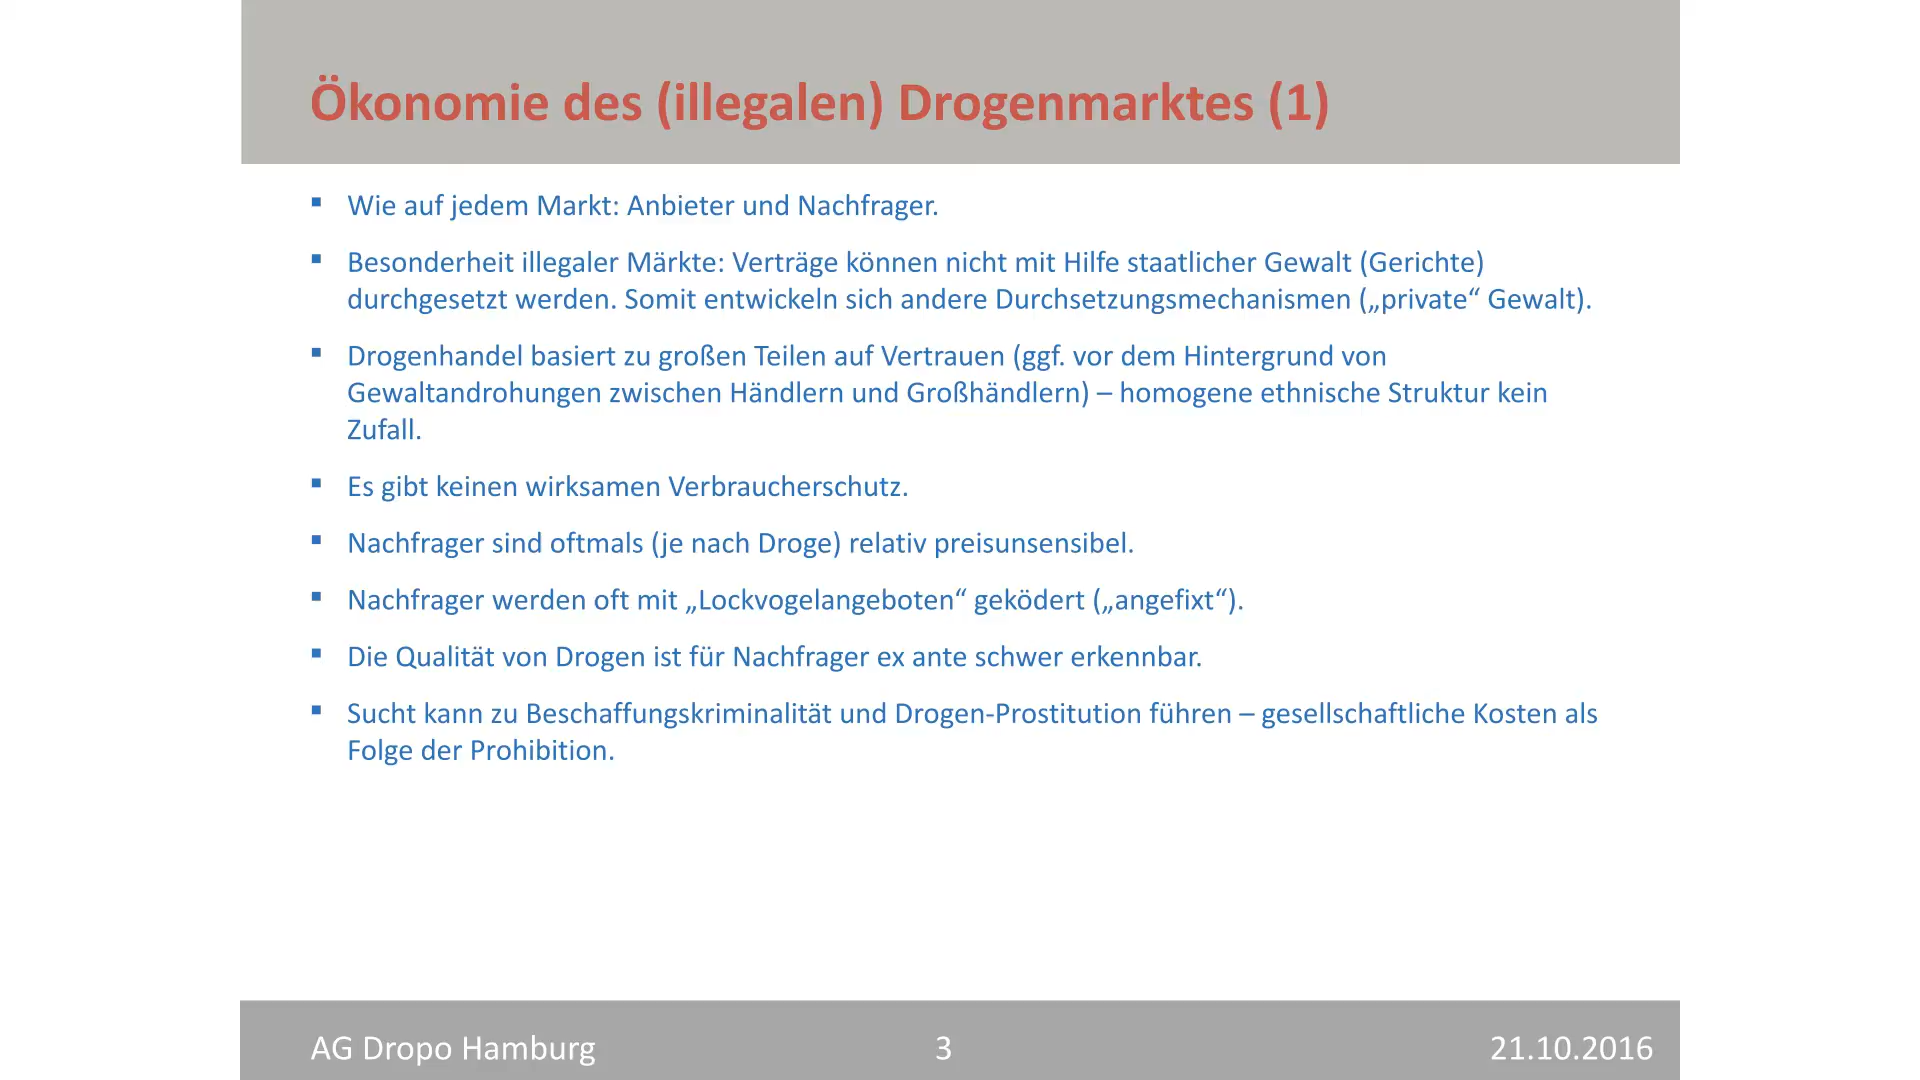 Ökonomie des (illegalen) Drogenmarktes (1)
▪ Wie auf jedem Markt: Anbieter und Nachfrager.
▪ Besonderheit illegaler Märkte: Verträge können nicht mit Hilfe staatlicher Gewalt (Gerichte)
durchgesetzt werden. Somit entwickeln sich andere Durchsetzungsmechanismen („private“ Gewalt).
▪ Drogenhandel basiert zu großen Teilen auf Vertrauen (ggf. vor dem Hintergrund von
Gewaltandrohungen zwischen Händlern und Großhändlern) – homogene ethnische Struktur kein
Zufall.
▪ Es gibt keinen wirksamen Verbraucherschutz.
▪ Nachfrager sind oftmals (je nach Droge) relativ preisunsensibel.
▪ Nachfrager werden oft mit „Lockvogelangeboten“ geködert („angefixt“).
▪ Die Qualität von Drogen ist für Nachfrager ex ante schwer erkennbar.
▪ Sucht kann zu Beschaffungskriminalität und Drogen-Prostitution führen – gesellschaftliche Kosten als
Folge der Prohibition.
AG Dropo Hamburg 3 21.10.2016